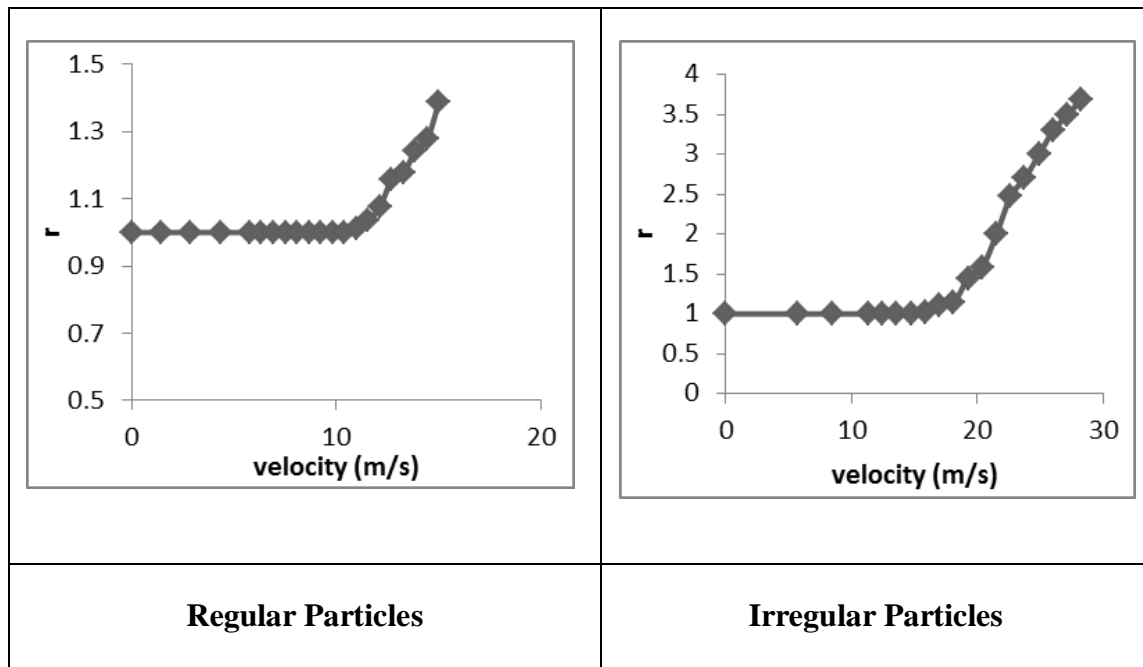 1.5
1.3
1.1
0.9
0.7
0.5
r
0 10 20
velocity (m/s)
4
3.5
3
2.5
2
1.5
1
0.5
0
r
0 10 20 30
velocity (m/s)
Regular Particles
Irregular Particles